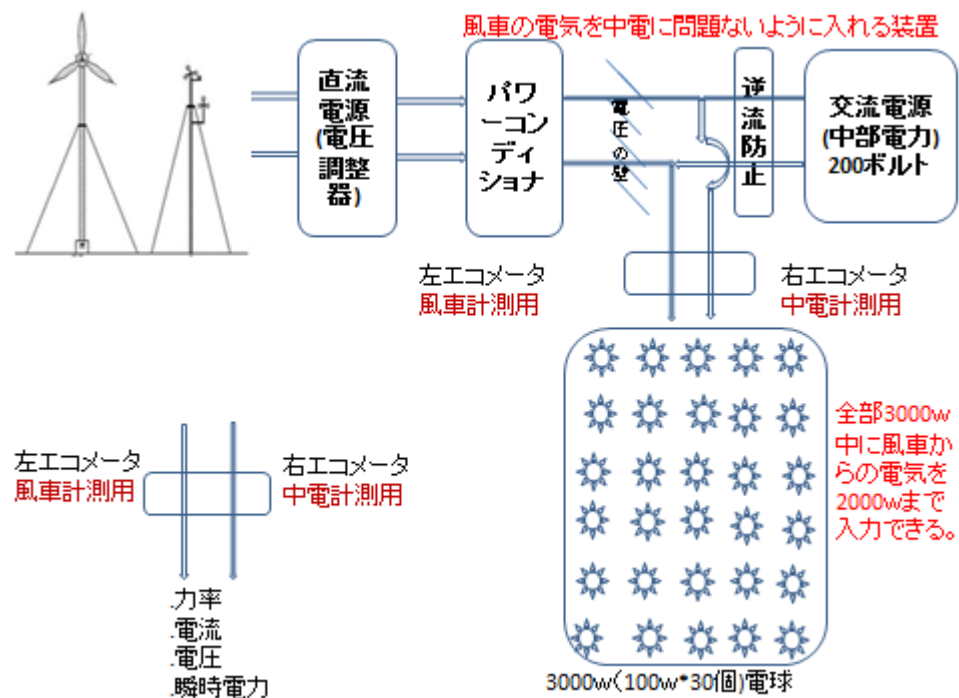 風車の電気を中電に問題ないように入れる装置
直流
電源
(電圧
調整
器)
パワ
ーコン
ディ
ショナ
電圧の壁
逆流防止
交流電源
(中部電力)
200ボルト
左エコメータ
風車計測用
右エコメータ
中電計測用
全部3000w
中に風車か
らの電気を
2000wまで
入力できる。
左エコメータ
風車計測用
右エコメータ
中電計測用
.力率
.電流
.電圧
.瞬時電力
3000w(100w*30個)電球